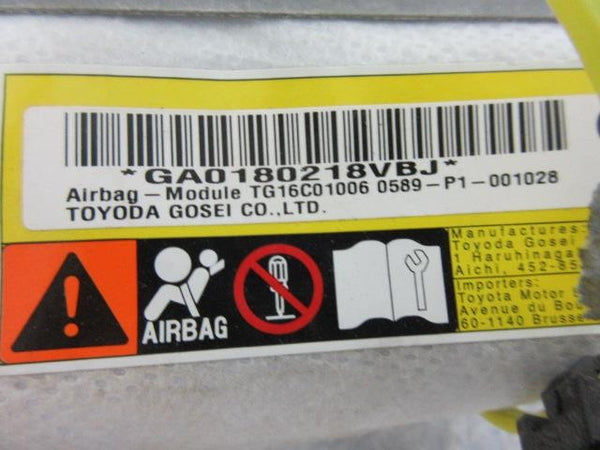 *GA0180218VBJ*
Airbag-Module TG16C01006 0589-P1-001028
TOYODA GOSEI CO.,LTD.
AIRBAG
Manufactures:
Toyoda Gosei
1 Haruhinaga
Aichi, 452-85
Importers:
Toyota Motor
Avenue du Bou
60-1140 Brusse